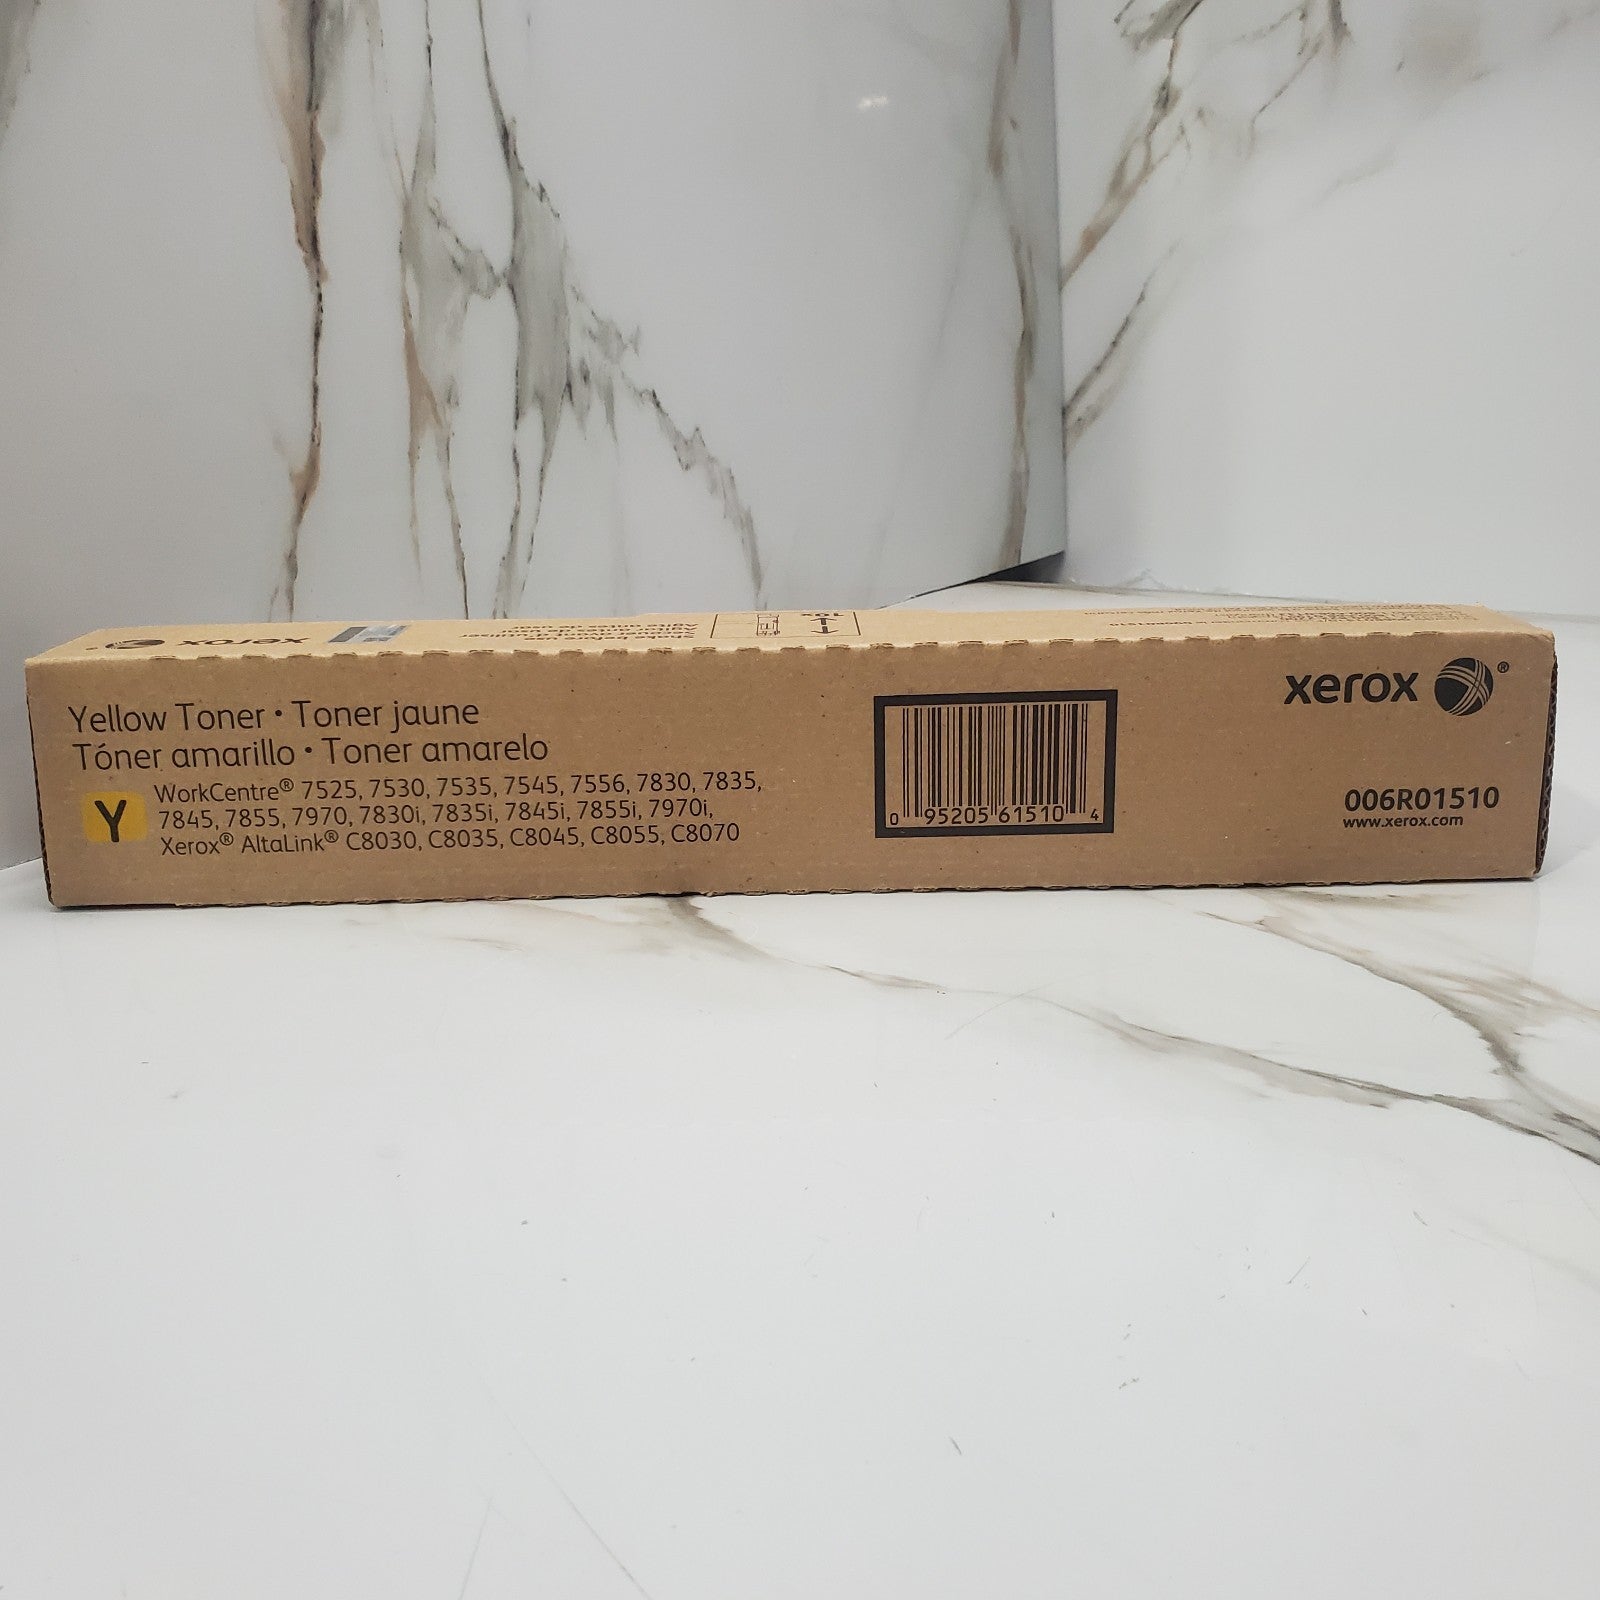 xerox
10x
Yellow Toner • Toner jaune
Tóner amarillo • Toner amarelo
Y
WorkCentre® 7525, 7530, 7535, 7545, 7556, 7830, 7835,
7845, 7855, 7970, 7830i, 7835i, 7845i, 7855i, 7970i,
Xerox® AltaLink® C8030, C8035, C8045, C8055, C8070
0 95205 61510 4
xerox ®
006R01510
www.xerox.com